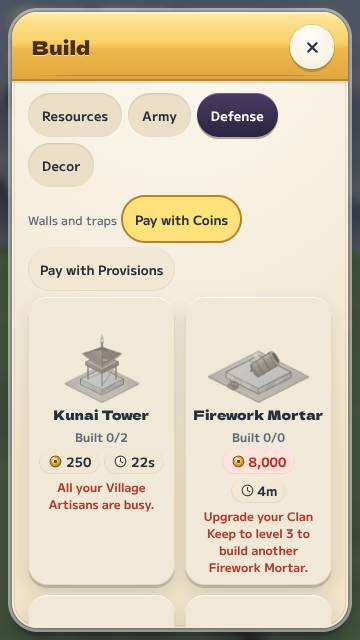 Build
Resources
Army
Defense
Decor
Walls and traps
Pay with Coins
Pay with Provisions
Kunai Tower
Built 0/2
250
22s
All your Village
Artisans are busy.
Firework Mortar
Built 0/0
8,000
4m
Upgrade your Clan
Keep to level 3 to
build another
Firework Mortar.